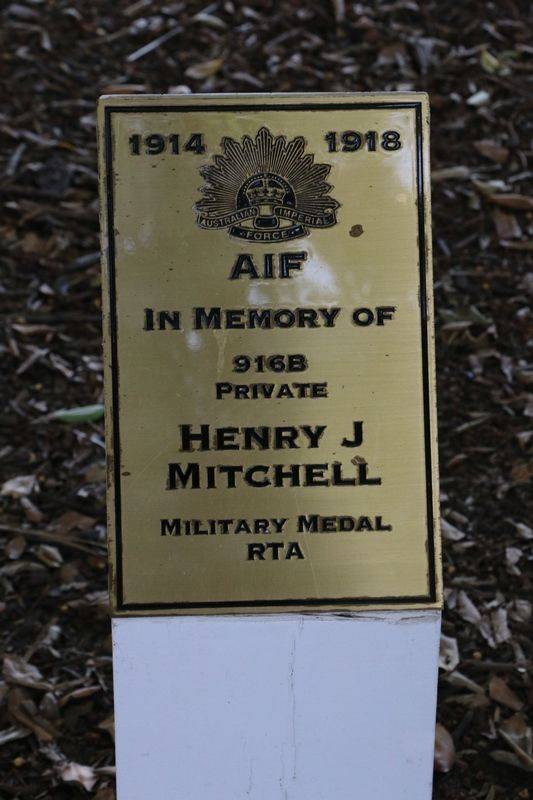 1914 1918
AUSTRALIAN IMPERIAL
FORCE
AIF
IN MEMORY OF
916B
PRIVATE
HENRY J
MITCHELL
MILITARY MEDAL
RTA